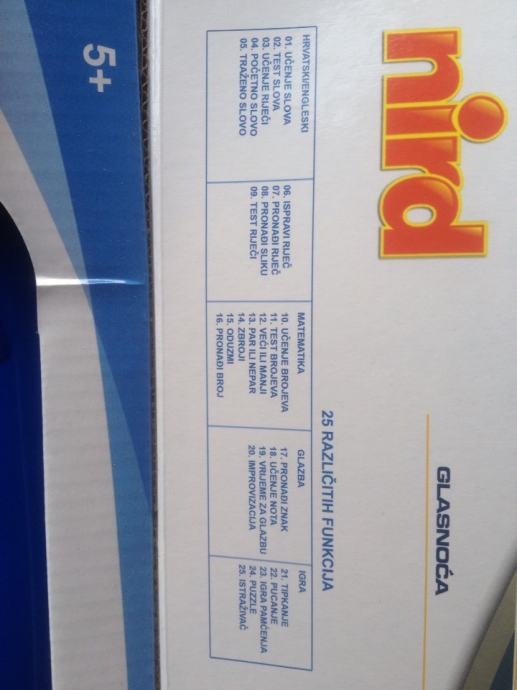 nird
GLASNOĆA
25 RAZLIČITIH FUNKCIJA
HRVATSKI/ENGLESKI
01. UČENJE SLOVA
02. TEST SLOVA
03. UČENJE RIJEČI
04. POČETNO SLOVO
05. TRAŽENO SLOVO
06. ISPRAVI RIJEČ
07. PRONAĐI RIJEČ
08. PRONAĐI SLIKU
09. TEST RIJEČI
MATEMATIKA
10. UČENJE BROJEVA
11. TEST BROJEVA
12. VEĆI ILI MANJI
13. PAR ILI NEPAR
14. ZBROJI
15. ODUZMI
16. PRONAĐI BROJ
GLAZBA
17. PRONAĐI ZNAK
18. UČENJE NOTA
19. VRIJEME ZA GLAZBU
20. IMPROVIZACIJA
IGRA
21. TIPKANJE
22. PUCANJE
23. IGRA PAMĆENJA
24. PUZZLE
25. ISTRAŽIVAČ
5+